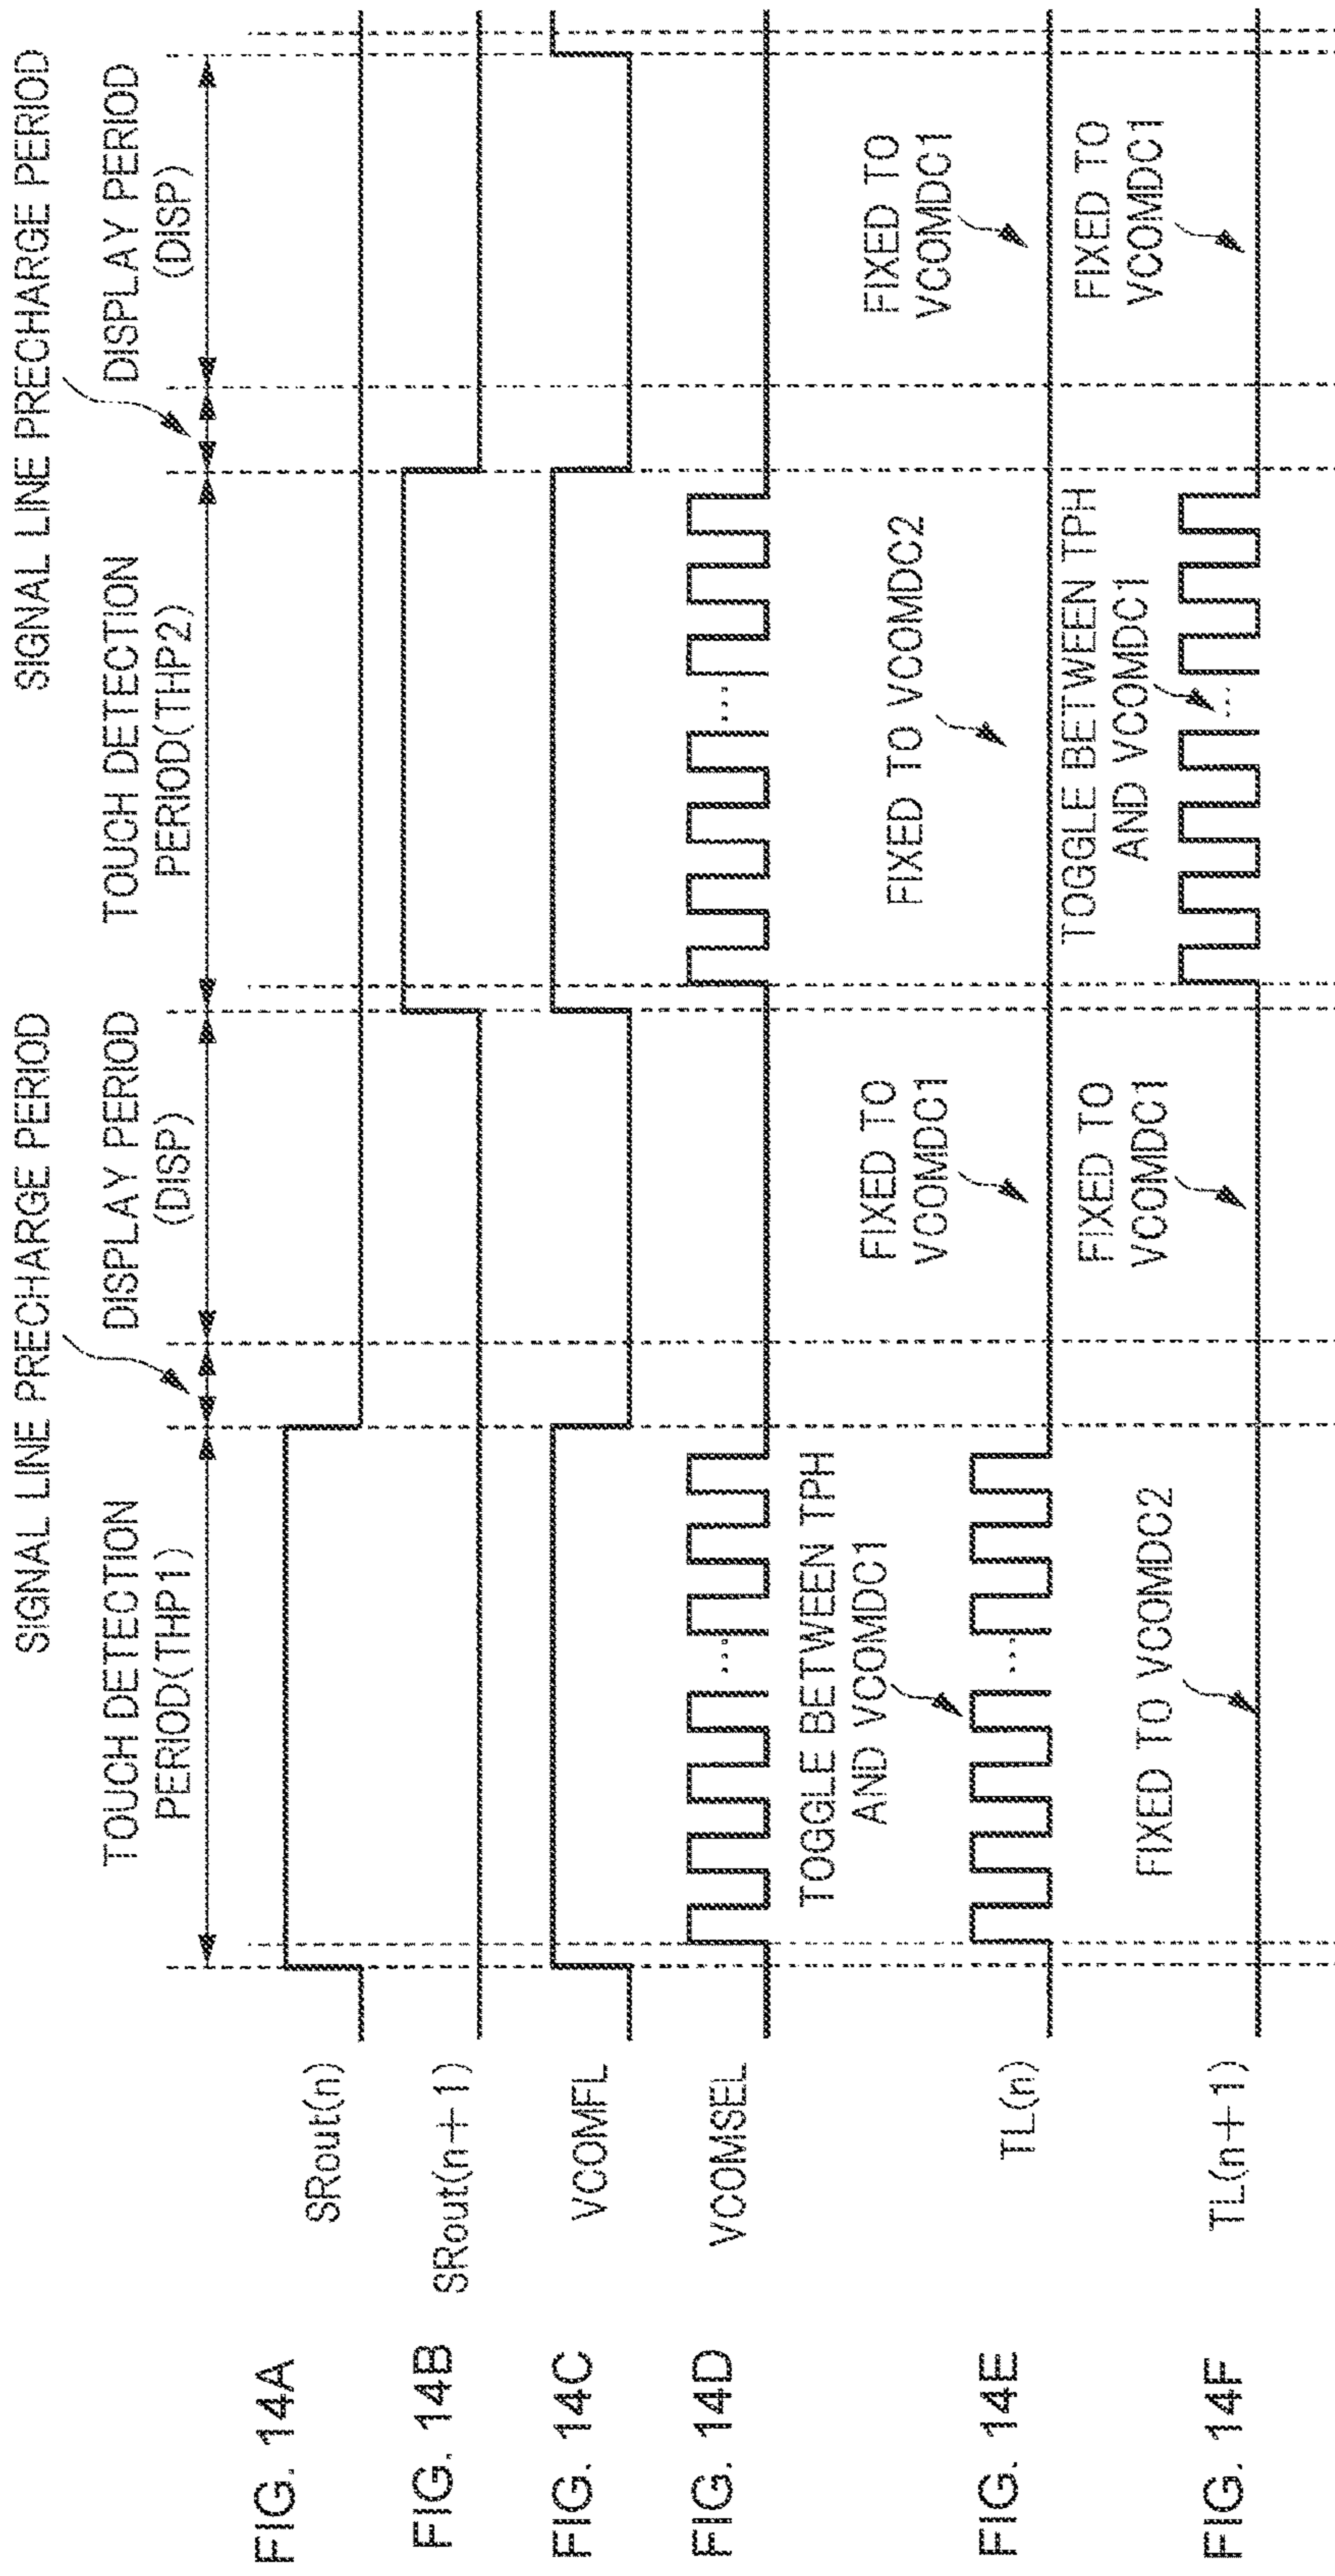 SIGNAL LINE PRECHARGE PERIOD
SIGNAL LINE PRECHARGE PERIOD
TOUCH DETECTION
PERIOD(THP1)
DISPLAY PERIOD
(DISP)
TOUCH DETECTION
PERIOD(THP2)
DISPLAY PERIOD
(DISP)
FIG. 14A
SRout(n)
FIG. 14B
SRout(n+1)
FIG. 14C
VCOMFL
FIG. 14D
VCOMSEL
...
...
FIG. 14E
TL(n)
TOGGLE BETWEEN TPH
AND VCOMDC1
...
FIXED TO
VCOMDC1
FIXED TO VCOMDC2
FIXED TO
VCOMDC1
FIG. 14F
TL(n+1)
FIXED TO VCOMDC2
FIXED TO
VCOMDC1
TOGGLE BETWEEN TPH
AND VCOMDC1
...
FIXED TO
VCOMDC1